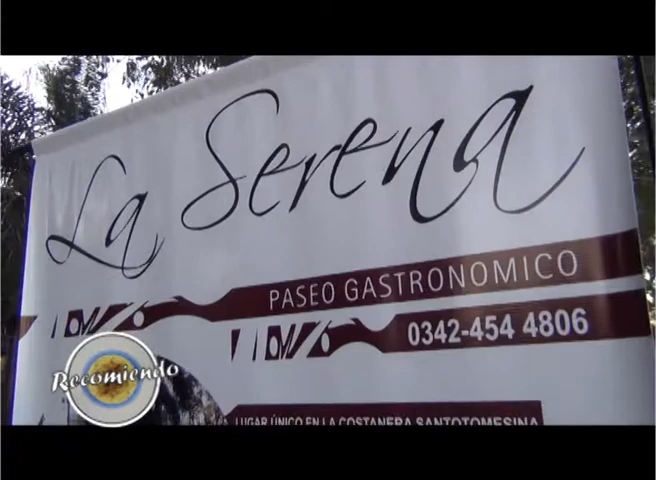 La Serena
PASEO GASTRONOMICO
0342-454 4806
Recomiendo
LUGAR ÚNICO EN LA COSTANERA SANTOTOMESINA